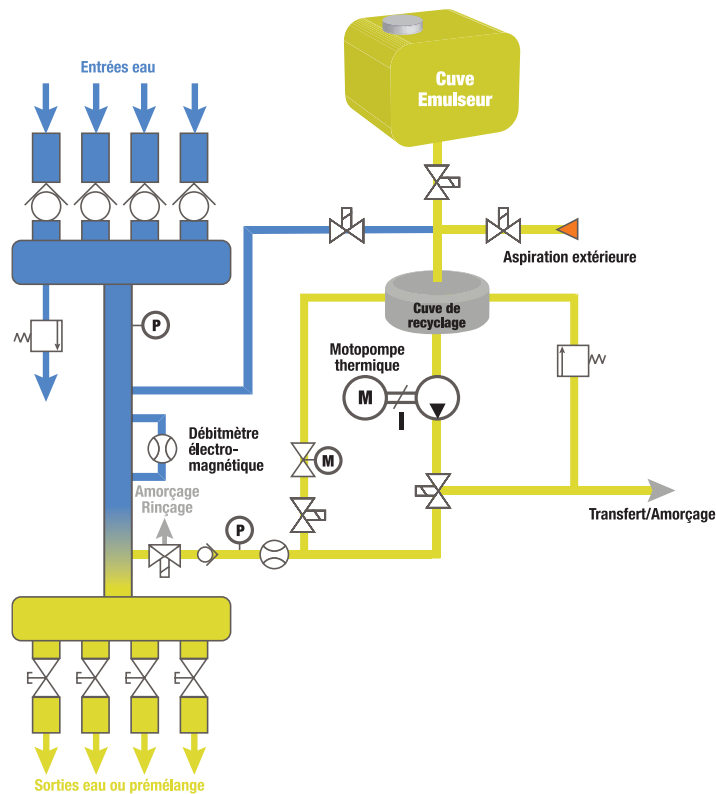 Entrées eau
Cuve
Emulseur
Aspiration extérieure
Cuve de
recyclage
P
Motopompe
thermique
M
Débitmètre
électro-
magnétique
M
Amorçage
Rinçage
P
Transfert/Amorçage
Sorties eau ou prémélange